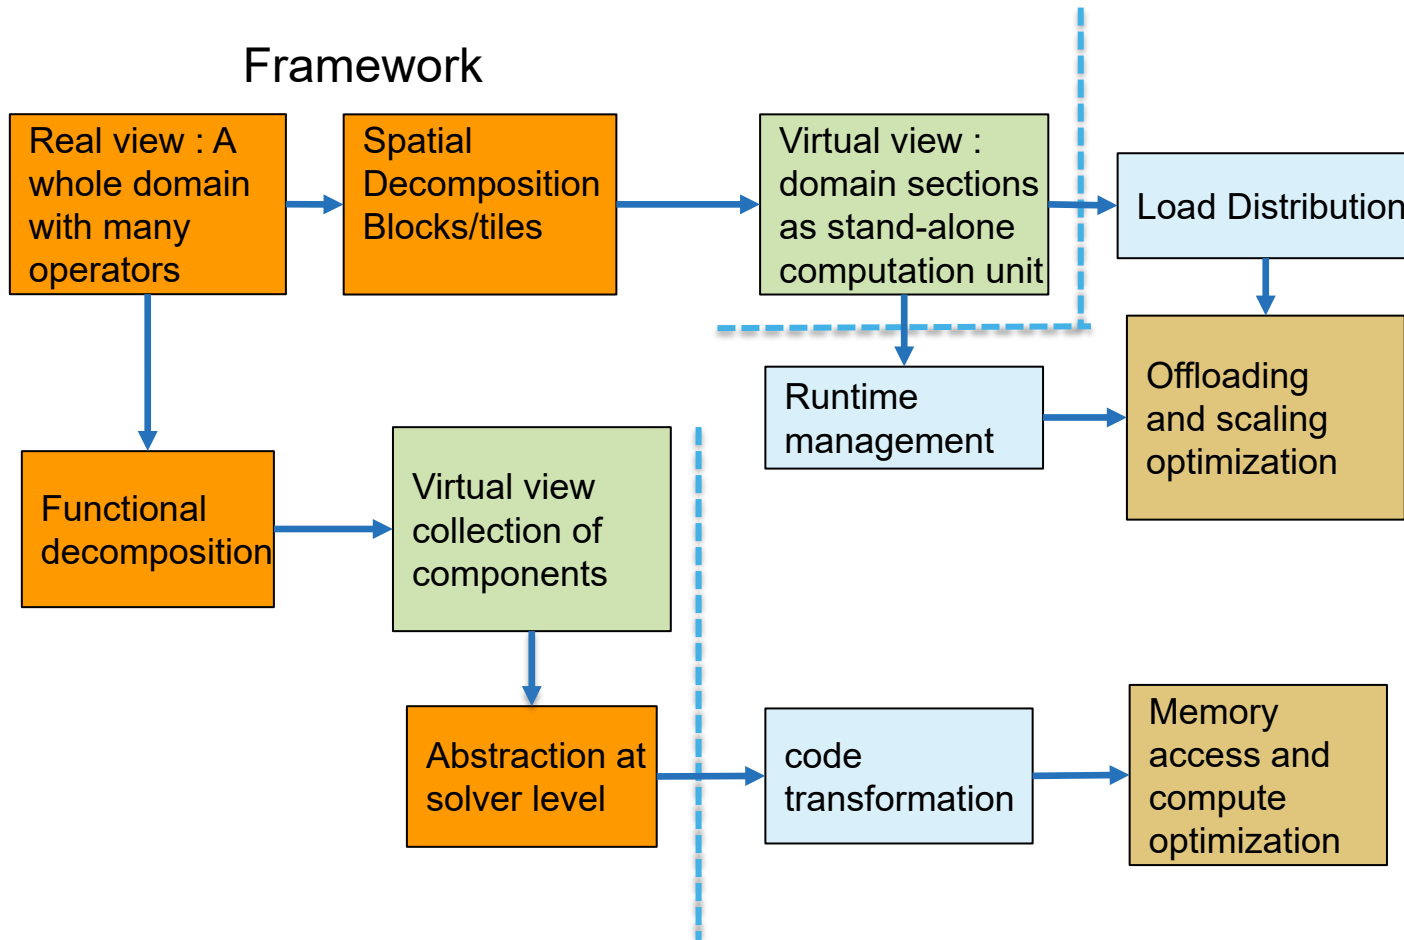 Framework
Real view : A
whole domain
with many
operators
Spatial
Decomposition
Blocks/tiles
Virtual view :
domain sections
as stand-alone
computation unit
Load Distribution
Runtime
management
Offloading
and scaling
optimization
Functional
decomposition
Virtual view
collection of
components
Abstraction at
solver level
code
transformation
Memory
access and
compute
optimization